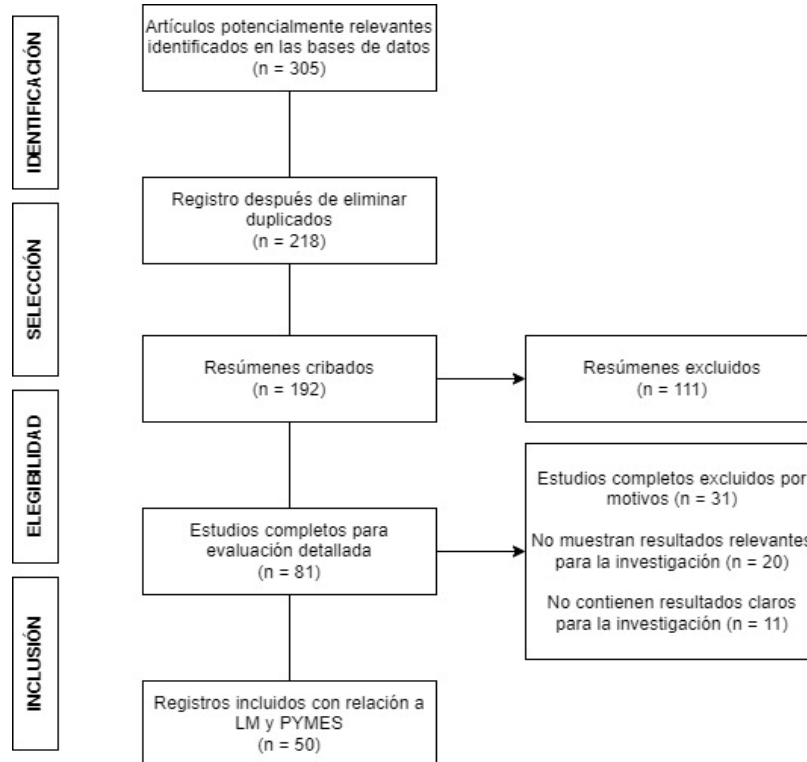 IDENTIFICACIÓN
Artículos potencialmente relevantes
identificados en las bases de datos
(n = 305)
Registro después de eliminar
duplicados
(n = 218)
SELECCIÓN
Resúmenes cribados
(n = 192)
Resúmenes excluidos
(n = 111)
ELEGIBILIDAD
Estudios completos para
evaluación detallada
(n = 81)
Estudios completos excluidos por
motivos (n = 31)
No muestran resultados relevantes
para la investigación (n = 20)
No contienen resultados claros
para la investigación (n = 11)
INCLUSIÓN
Registros incluidos con relación a
LM y PYMES
(n = 50)